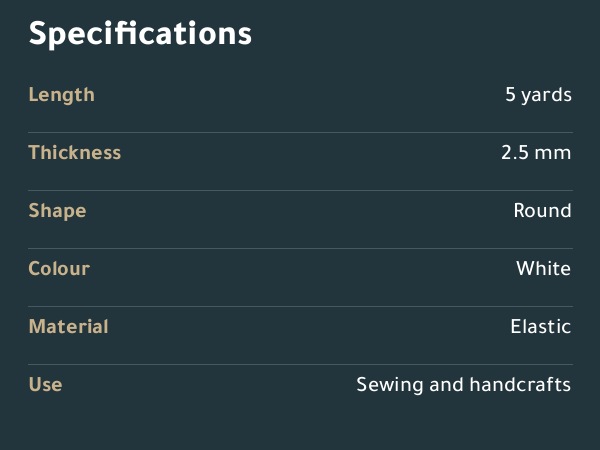 Specifications
Length 5 yards
Thickness 2.5 mm
Shape Round
Colour White
Material Elastic
Use Sewing and handcrafts